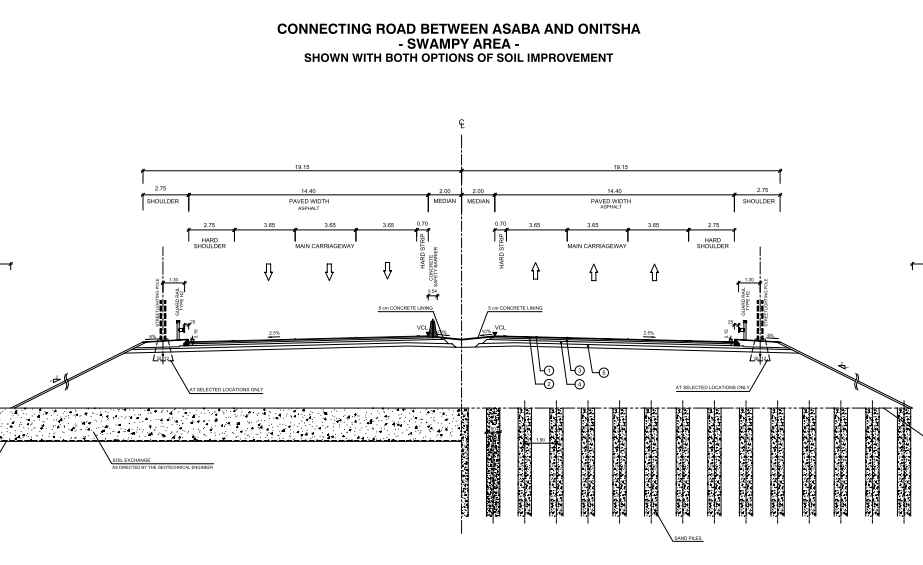 CONNECTING ROAD BETWEEN ASABA AND ONITSHA
- SWAMPY AREA -
SHOWN WITH BOTH OPTIONS OF SOIL IMPROVEMENT
19.15 19.15
2.75 14.40 2.00 2.00 14.40 2.75
SHOULDER PAVED WIDTH MEDIAN MEDIAN PAVED WIDTH SHOULDER
ASPHALT ASPHALT
2.75 3.65 3.65 3.65 0.70 0.70 3.65 3.65 3.65 2.75
HARD SHOULDER MAIN CARRIAGEWAY HARD STRIP HARD STRIP MAIN CARRIAGEWAY HARD SHOULDER
CONCRETE SAFETY BARRIER
STREETLIGHTING POLE 1.30 GUARD RAIL TYPE H2 0.54 GUARD RAIL TYPE H2 1.30 STREETLIGHTING POLE
5 cm CONCRETE LINING 5 cm CONCRETE LINING
VCL VCL
2.5% 2.5%
1 3 5
2 4
AT SELECTED LOCATIONS ONLY AT SELECTED LOCATIONS ONLY
1.90
SOIL EXCHANGE
AS DIRECTED BY THE GEOTECHNICAL ENGINEER
SAND PILES